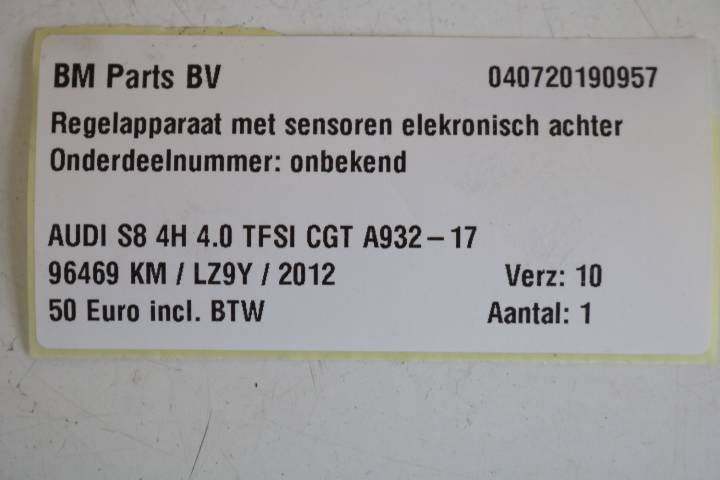 BM Parts BV 040720190957
Regelapparaat met sensoren elekronisch achter
Onderdeelnummer: onbekend
AUDI S8 4H 4.0 TFSI CGT A932-17
96469 KM / LZ9Y / 2012 Verz: 10
50 Euro incl. BTW Aantal: 1